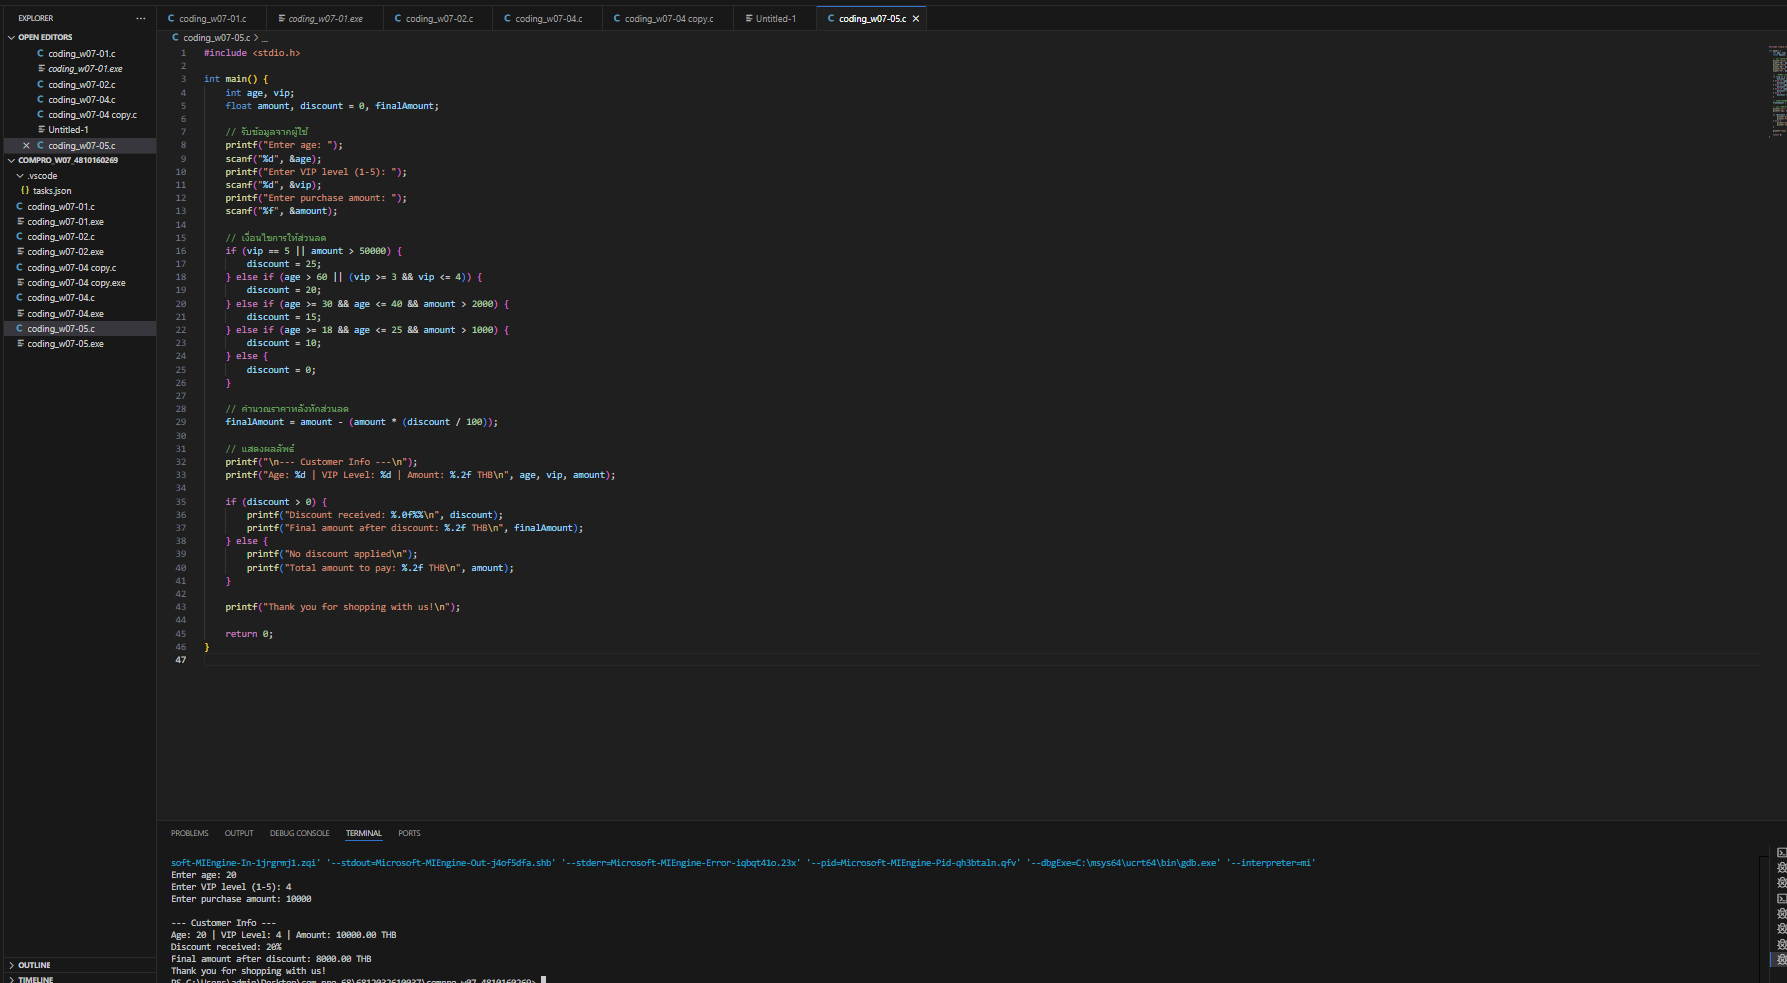 EXPLORER
OPEN EDITORS
coding_w07-01.c
coding_w07-01.exe
coding_w07-02.c
coding_w07-04.c
coding_w07-04 copy.c
Untitled-1
coding_w07-05.c
COMPRO_W07_4810160269
.vscode
{} tasks.json
coding_w07-01.c
coding_w07-01.exe
coding_w07-02.c
coding_w07-02.exe
coding_w07-04 copy.c
coding_w07-04 copy.exe
coding_w07-04.c
coding_w07-04.exe
coding_w07-05.c
coding_w07-05.exe
OUTLINE
TIMELINE
coding_w07-01.c coding_w07-01.exe coding_w07-02.c coding_w07-04.c coding_w07-04 copy.c Untitled-1 coding_w07-05.c
coding_w07-05.c > ...
1 #include <stdio.h>
2
3 int main() {
4 int age, vip;
5 float amount, discount = 0, finalAmount;
6
7 // รับข้อมูลจากผู้ใช้
8 printf("Enter age: ");
9 scanf("%d", &age);
10 printf("Enter VIP level (1-5): ");
11 scanf("%d", &vip);
12 printf("Enter purchase amount: ");
13 scanf("%f", &amount);
14
15 // เงื่อนไขการให้ส่วนลด
16 if (vip == 5 || amount > 50000) {
17 discount = 25;
18 } else if (age > 60 || (vip >= 3 && vip <= 4)) {
19 discount = 20;
20 } else if (age >= 30 && age <= 40 && amount > 2000) {
21 discount = 15;
22 } else if (age >= 18 && age <= 25 && amount > 1000) {
23 discount = 10;
24 } else {
25 discount = 0;
26 }
27
28 // คำนวณราคาหลังหักส่วนลด
29 finalAmount = amount - (amount * (discount / 100));
30
31 // แสดงผลลัพธ์
32 printf("\n--- Customer Info ---\n");
33 printf("Age: %d | VIP Level: %d | Amount: %.2f THB\n", age, vip, amount);
34
35 if (discount > 0) {
36 printf("Discount received: %.0f%%\n", discount);
37 printf("Final amount after discount: %.2f THB\n", finalAmount);
38 } else {
39 printf("No discount applied\n");
40 printf("Total amount to pay: %.2f THB\n", amount);
41 }
42
43 printf("Thank you for shopping with us!\n");
44
45 return 0;
46 }
47
PROBLEMS OUTPUT DEBUG CONSOLE TERMINAL PORTS
soft-MIEngine-In-1jrgrmj1.zqi' '--stdout=Microsoft-MIEngine-Out-j4of5dfa.shb' '--stderr=Microsoft-MIEngine-Error-iqbqt41o.23x' '--pid=Microsoft-MIEngine-Pid-qh3btaln.qfv' '--dbgExe=C:\msys64\ucrt64\bin\gdb.exe' '--interpreter=mi'
Enter age: 20
Enter VIP level (1-5): 4
Enter purchase amount: 10000
--- Customer Info ---
Age: 20 | VIP Level: 4 | Amount: 10000.00 THB
Discount received: 20%
Final amount after discount: 8000.00 THB
Thank you for shopping with us!